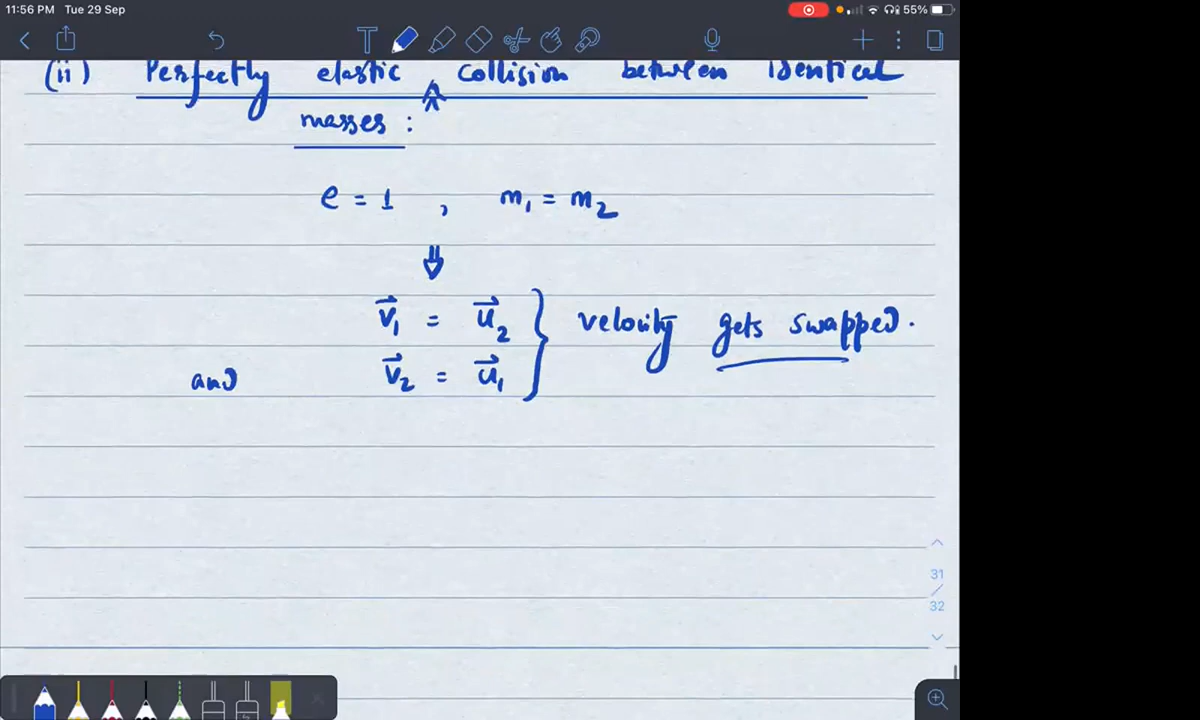 11:56 PM Tue 29 Sep
55%
(ii) Perfectly elastic collision between identical
masses :
e = 1 , m₁ = m₂
⇓
v⃗₁ = u⃗₂ } velocity gets swapped.
and v⃗₂ = u⃗₁
31
/
32